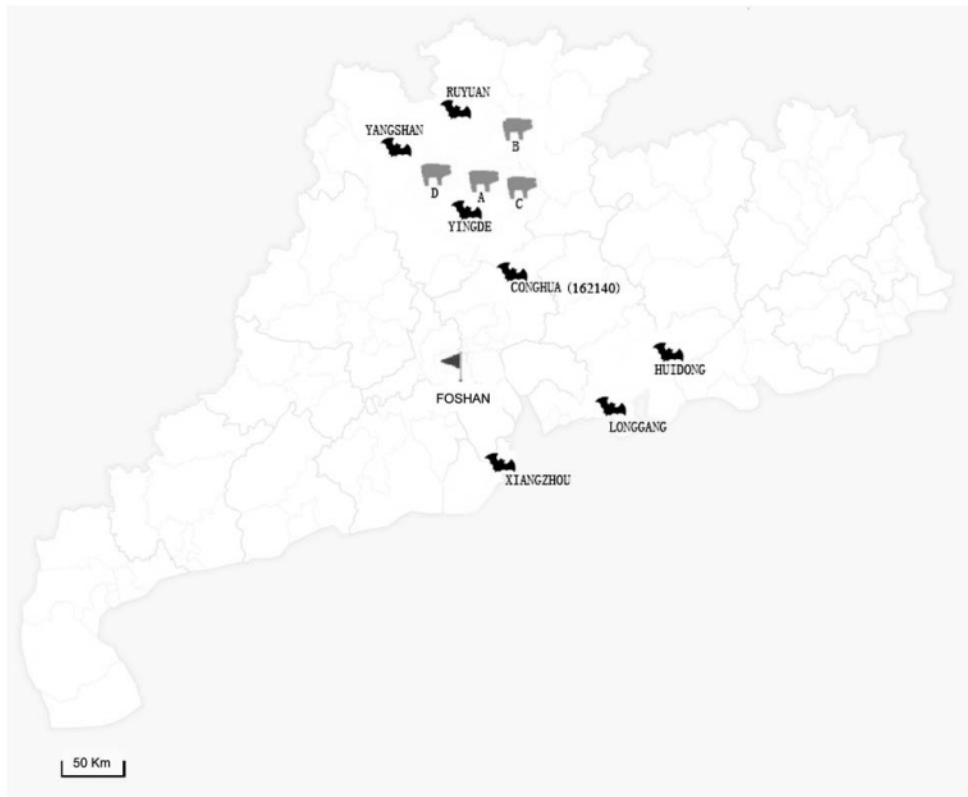 RUYUAN
YANGSHAN
B
D
A
C
YINGDE
CONGHUA (162140)
HUIDONG
FOSHAN
LONGGANG
XIANGZHOU
50 Km